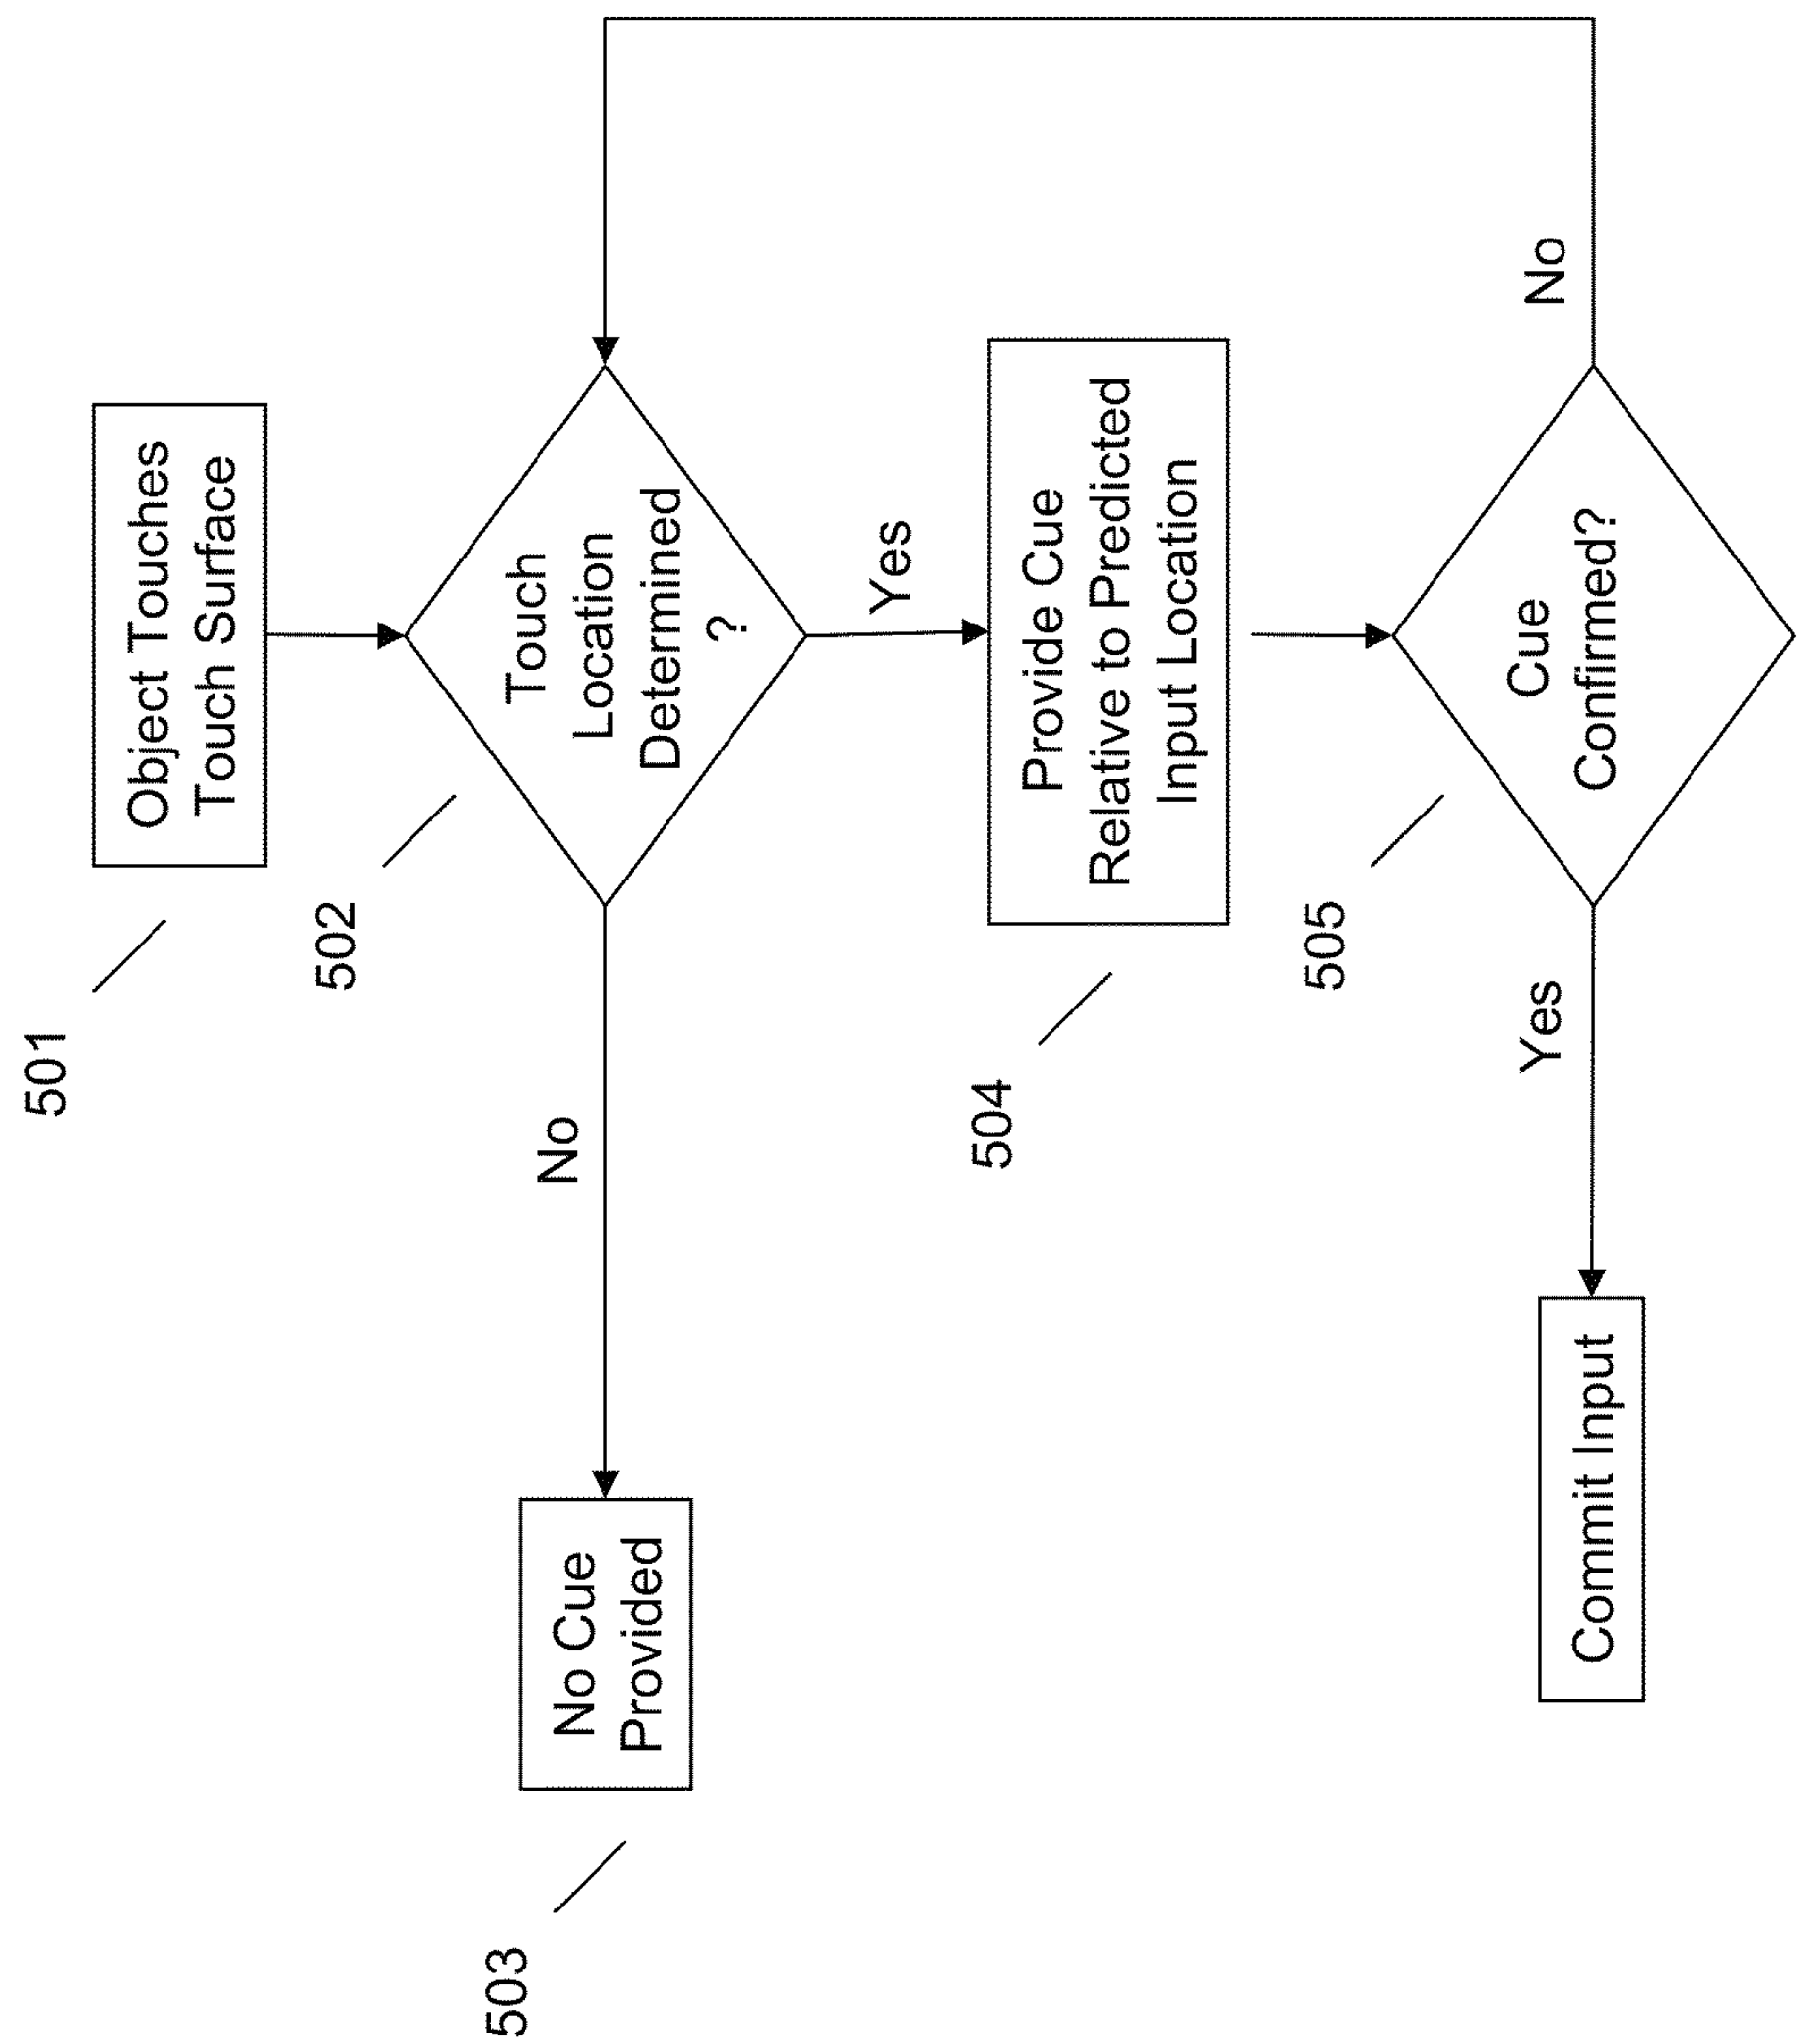 501
Object Touches
Touch Surface
502
Touch
Location
Determined
?
No
Yes
503
No Cue
Provided
504
Provide Cue
Relative to Predicted
Input Location
505
Cue
Confirmed?
Yes
No
Commit Input